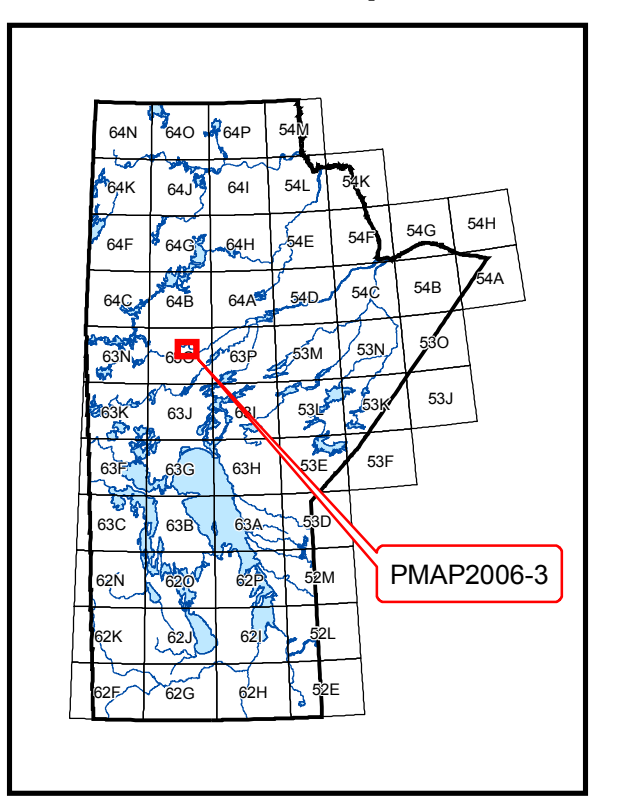 64N 64O 64P 54M
64K 64J 64I 54L 54K
64F 64G 64H 54E 54F 54G 54H
64C 64B 64A 54D 54C 54B 54A
63N 63O 63P 53M 53N 53O
63K 63J 63I 53L 53K 53J
63F 63G 63H 53E 53F
63C 63B 63A 53D
62N 62O 62P 52M
PMAP2006-3
62K 62J 62I 52L
62F 62G 62H 52E